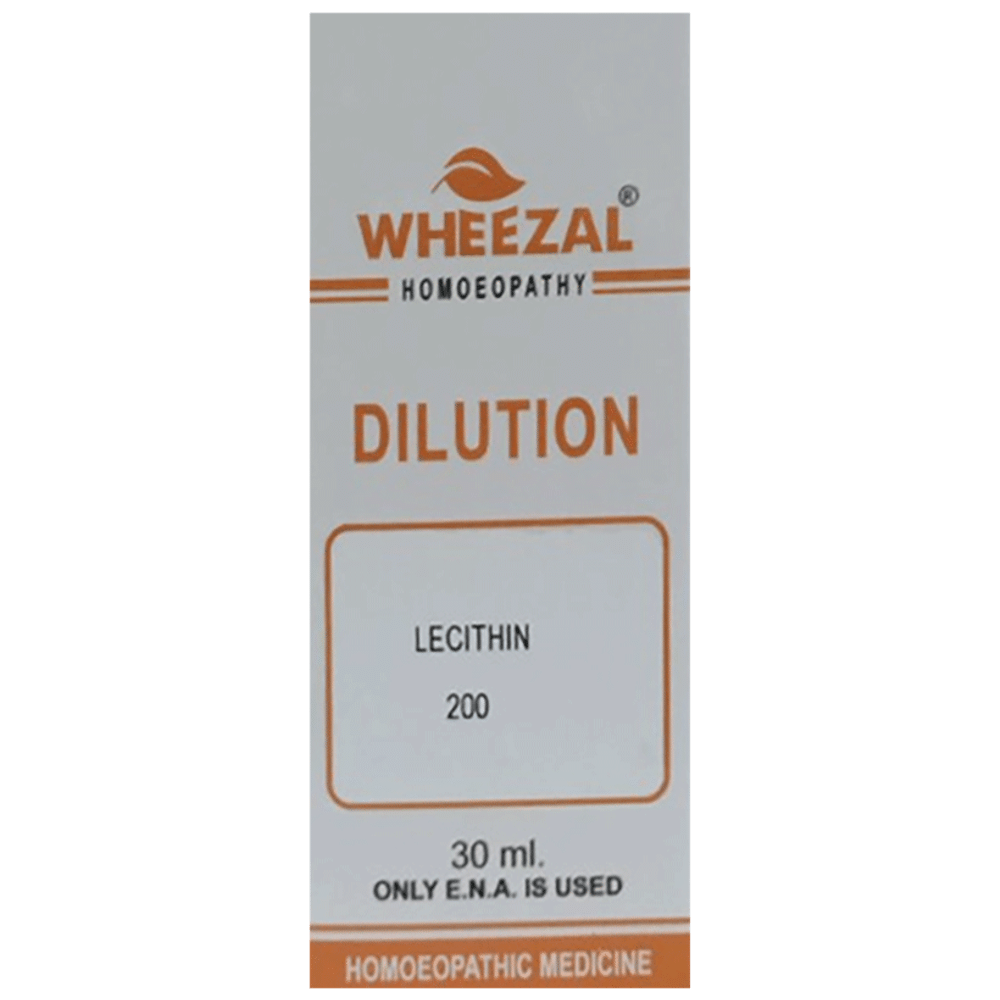 WHEEZAL®
HOMOEOPATHY
DILUTION
LECITHIN
200
30 ml.
ONLY E.N.A. IS USED
HOMOEOPATHIC MEDICINE